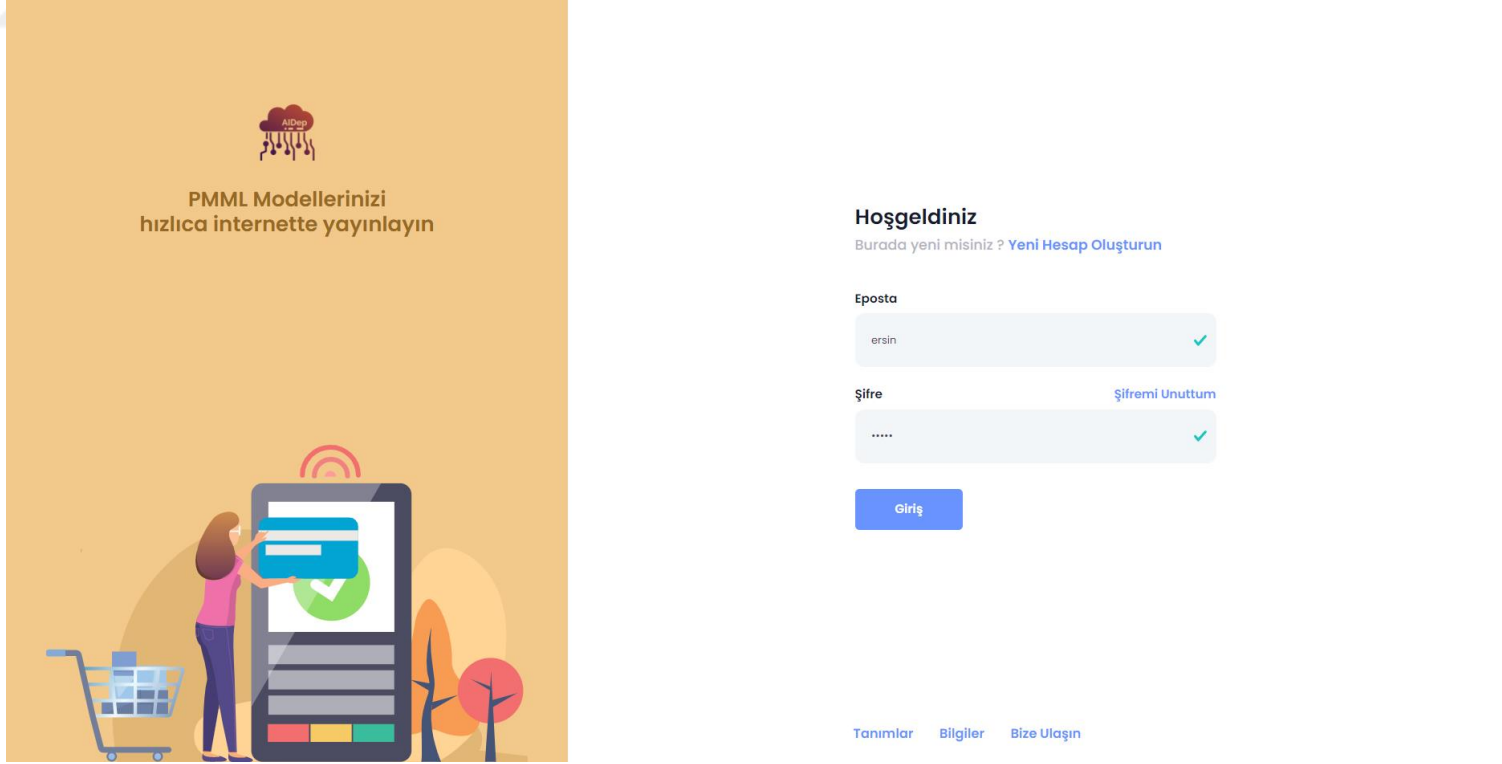 AIDep
PMML Modellerinizi
hızlıca internette yayınlayın
Hoşgeldiniz
Burada yeni misiniz ? Yeni Hesap Oluşturun
Eposta
ersin
Şifre
Şifremi Unuttum
•••••
Giriş
Tanımlar
Bilgiler
Bize Ulaşın